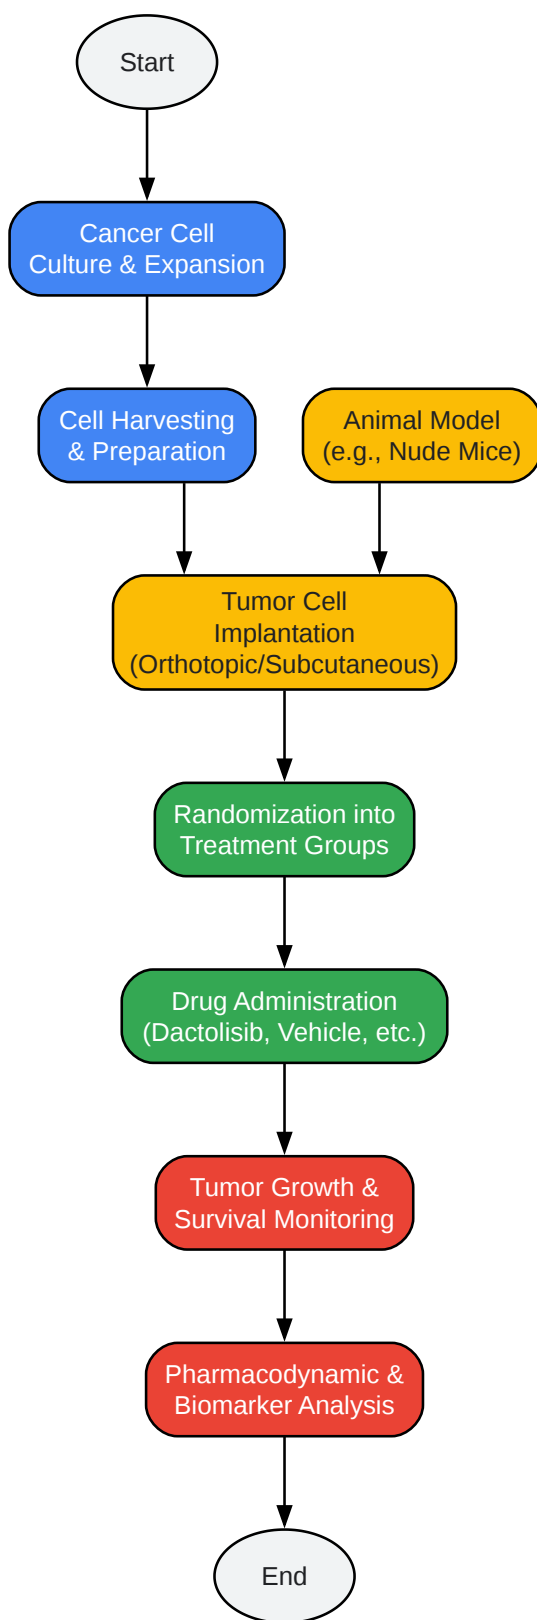 Start
Cancer Cell
Culture & Expansion
Cell Harvesting
& Preparation
Animal Model
(e.g., Nude Mice)
Tumor Cell
Implantation
(Orthotopic/Subcutaneous)
Randomization into
Treatment Groups
Drug Administration
(Dactolisib, Vehicle, etc.)
Tumor Growth &
Survival Monitoring
Pharmacodynamic &
Biomarker Analysis
End